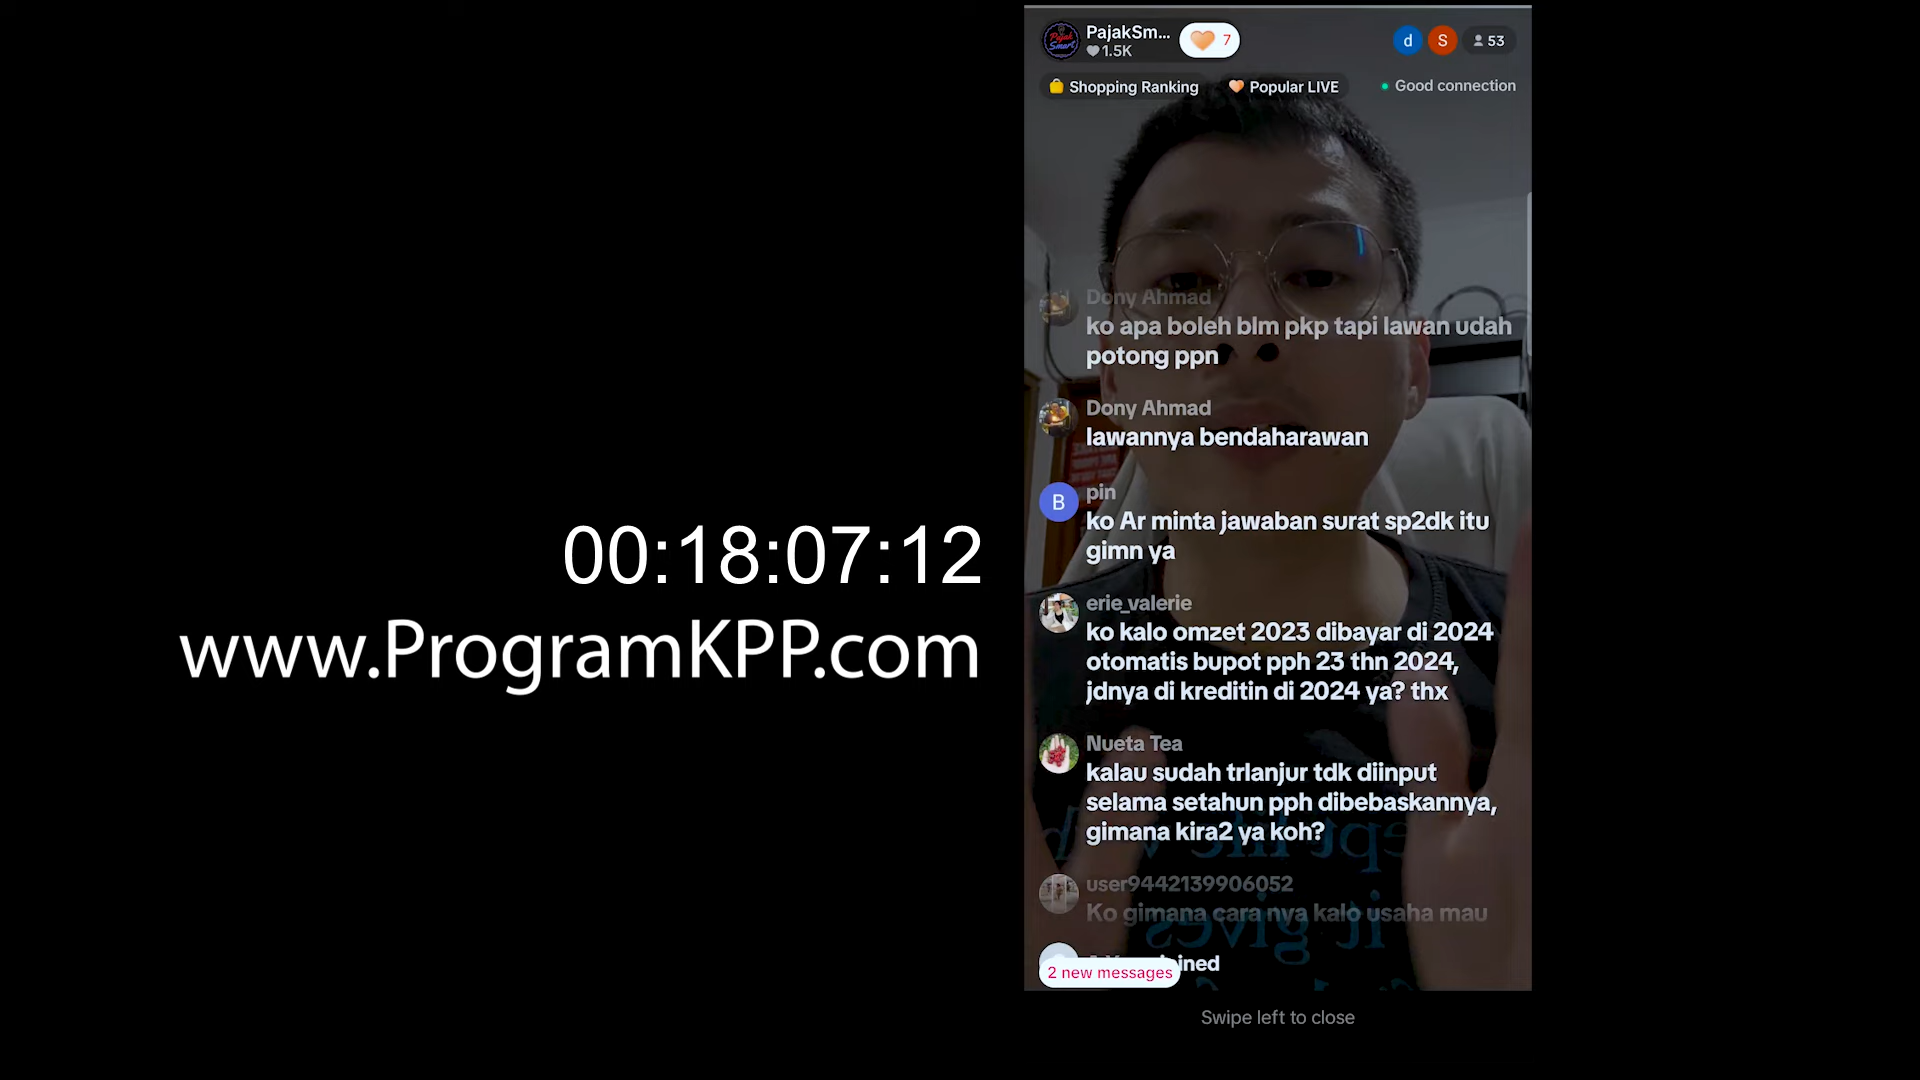 PajakSm...
1.5K
7
d
S
53
Shopping Ranking
Popular LIVE
Good connection
Dony Ahmad
ko apa boleh blm pkp tapi lawan udah
potong ppn
Dony Ahmad
lawannya bendaharawan
B
pin
ko Ar minta jawaban surat sp2dk itu
gimn ya
erie_valerie
ko kalo omzet 2023 dibayar di 2024
otomatis bupot pph 23 thn 2024,
jdnya di kreditin di 2024 ya? thx
Nueta Tea
kalau sudah trlanjur tdk diinput
selama setahun pph dibebaskannya,
gimana kira2 ya koh?
user9442139906052
Ko gimana cara nya kalo usaha mau
2 new messages
Swipe left to close
00:18:07:12
www.ProgramKPP.com
it gives